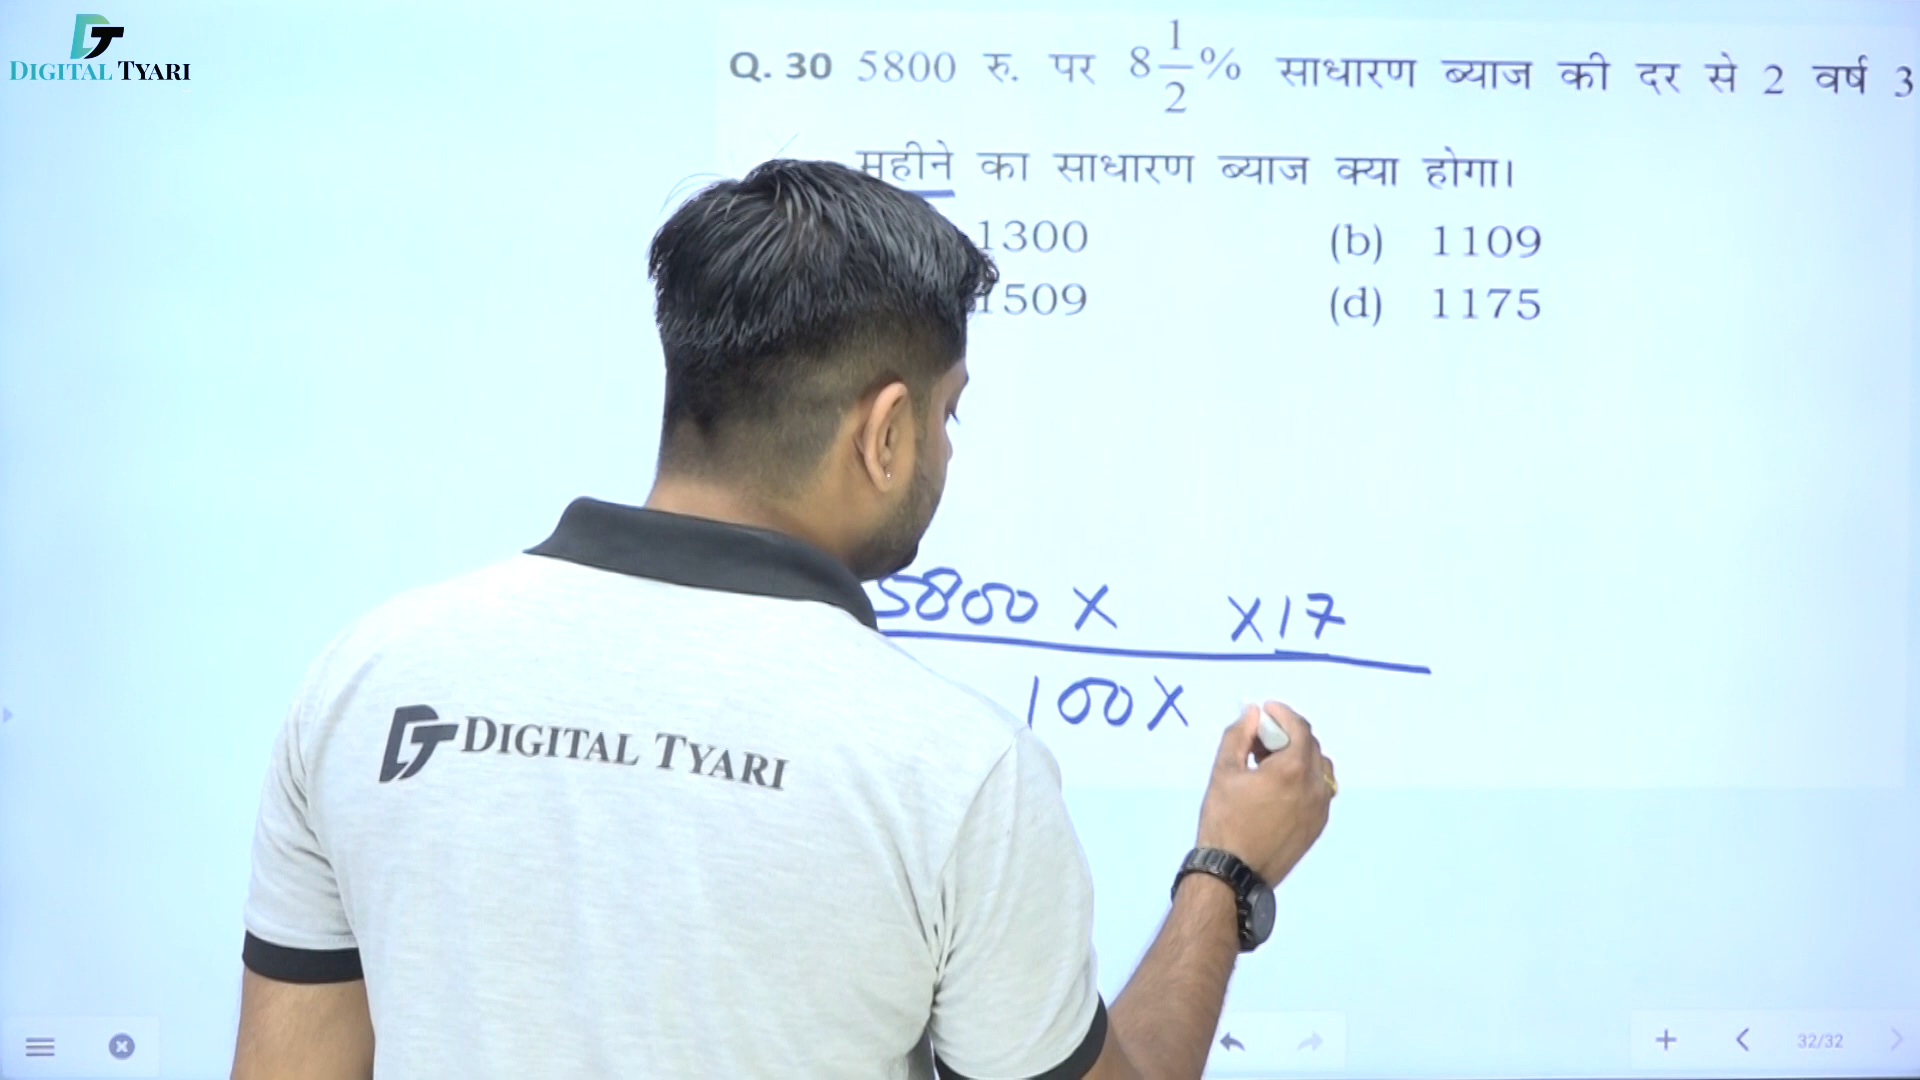 DIGITAL TYARI
Q. 30 5800 रु. पर 8 1/2 % साधारण ब्याज की दर से 2 वर्ष 3
महीने का साधारण ब्याज क्या होगा।
1300 (b) 1109
1509 (d) 1175
5800 X X 17
100 X
DIGITAL TYARI
32/32